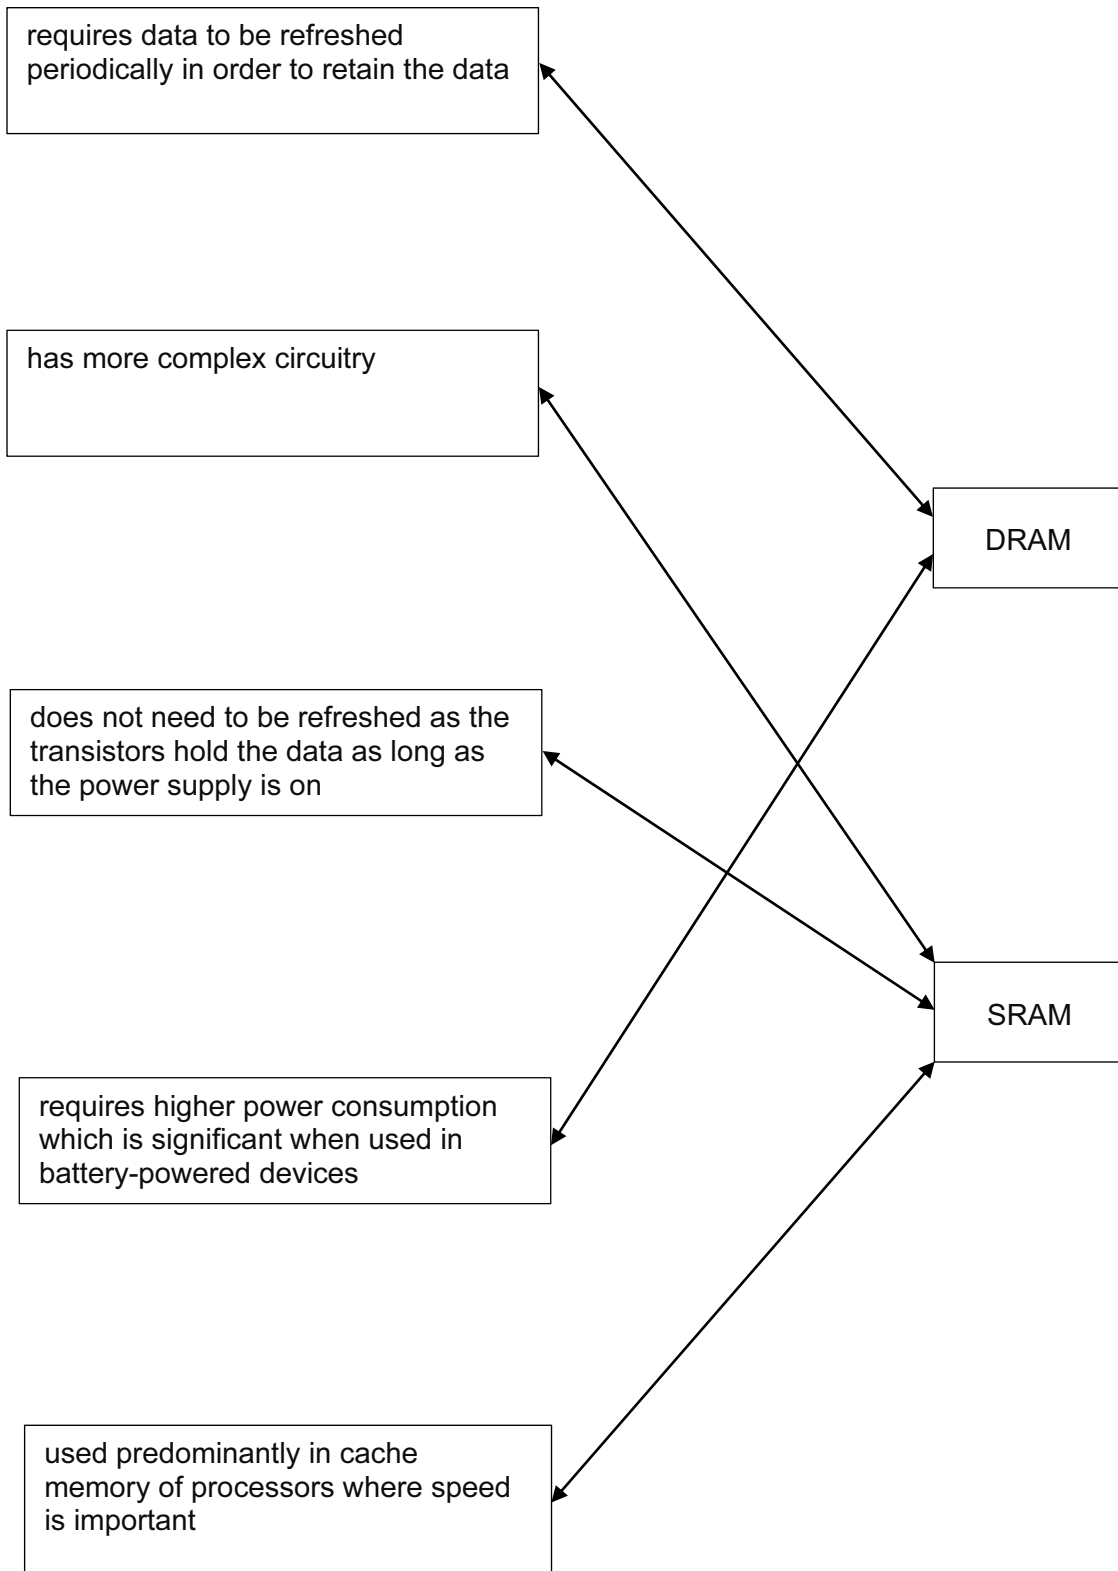 requires data to be refreshed
periodically in order to retain the data
has more complex circuitry
DRAM
does not need to be refreshed as the
transistors hold the data as long as
the power supply is on
SRAM
requires higher power consumption
which is significant when used in
battery-powered devices
used predominantly in cache
memory of processors where speed
is important